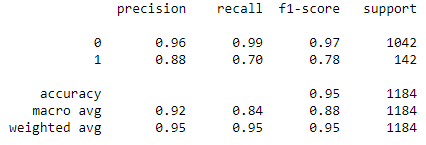 precision recall f1-score support
0 0.96 0.99 0.97 1042
1 0.88 0.70 0.78 142
accuracy 0.95 1184
macro avg 0.92 0.84 0.88 1184
weighted avg 0.95 0.95 0.95 1184